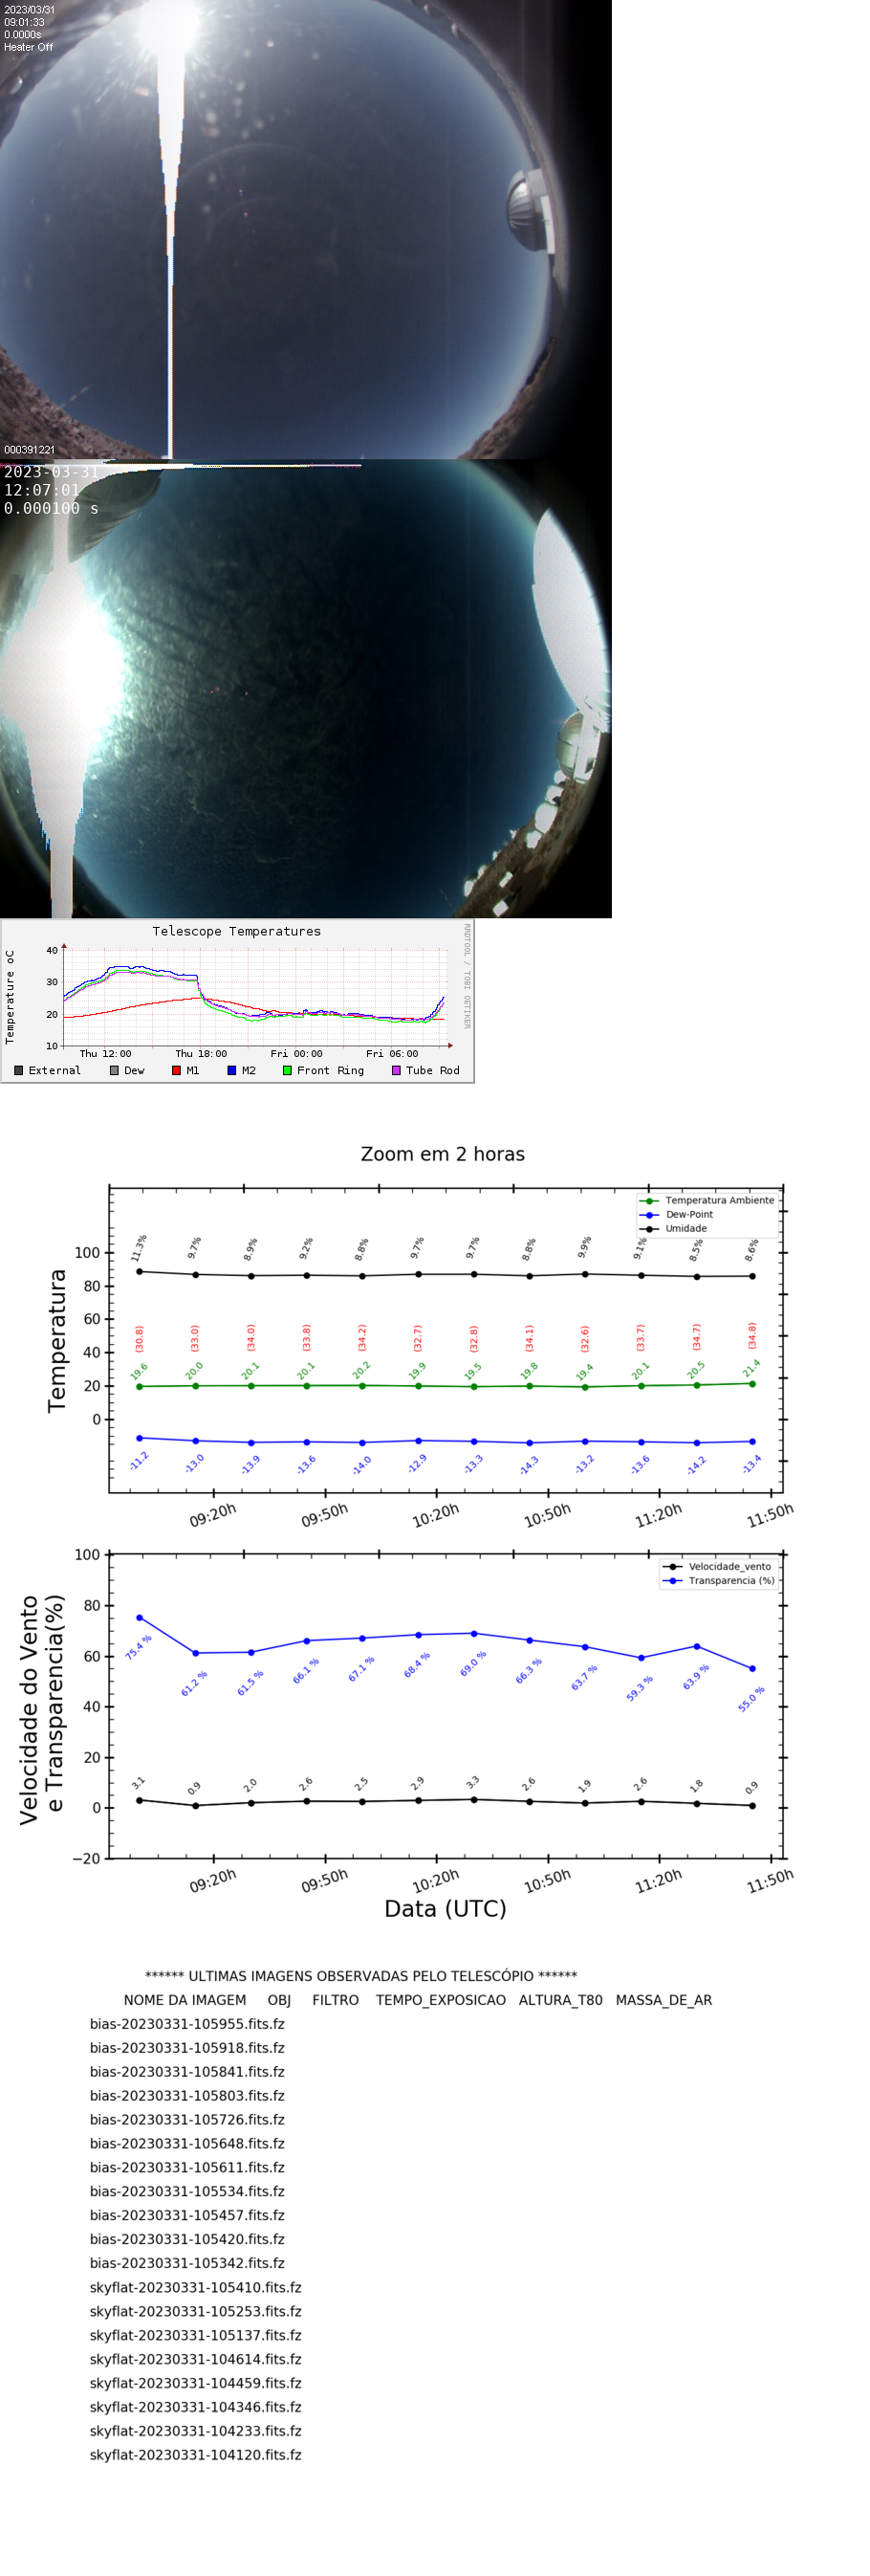 2023/03/31
09:01:33
0.0000s
Heater Off
000391221
2023-03-31
12:07:01
0.000100 s
Telescope Temperatures
RRDTOOL / TOBI OETIKER
Temperature oC
40
30
20
10
Thu 12:00 Thu 18:00 Fri 00:00 Fri 06:00
External Dew M1 M2 Front Ring Tube Rod
Zoom em 2 horas
Temperatura
Temperatura Ambiente
Dew-Point
Umidade
100
80
60
40
20
0
11.3% 9.7% 8.9% 9.2% 8.8% 9.7% 9.7% 8.8% 9.9% 9.1% 8.5% 8.6%
(30.8) (33.0) (34.0) (33.8) (34.2) (32.7) (32.8) (34.1) (32.6) (33.7) (34.7) (34.8)
19.6 20.0 20.1 20.1 20.2 19.9 19.5 19.8 19.4 20.1 20.5 21.4
-11.2 -13.0 -13.9 -13.6 -14.0 -12.9 -13.3 -14.3 -13.2 -13.6 -14.2 -13.4
09:20h 09:50h 10:20h 10:50h 11:20h 11:50h
Velocidade do Vento
e Transparencia(%)
Velocidade_vento
Transparencia (%)
100
80
60
40
20
0
−20
75.4 % 61.2 % 61.5 % 66.1 % 67.1 % 68.4 % 69.0 % 66.3 % 63.7 % 59.3 % 63.9 % 55.0 %
3.1 0.9 2.0 2.6 2.5 2.9 3.3 2.6 1.9 2.6 1.8 0.9
09:20h 09:50h 10:20h 10:50h 11:20h 11:50h
Data (UTC)
****** ULTIMAS IMAGENS OBSERVADAS PELO TELESCÓPIO ******
NOME DA IMAGEM OBJ FILTRO TEMPO_EXPOSICAO ALTURA_T80 MASSA_DE_AR
bias-20230331-105955.fits.fz
bias-20230331-105918.fits.fz
bias-20230331-105841.fits.fz
bias-20230331-105803.fits.fz
bias-20230331-105726.fits.fz
bias-20230331-105648.fits.fz
bias-20230331-105611.fits.fz
bias-20230331-105534.fits.fz
bias-20230331-105457.fits.fz
bias-20230331-105420.fits.fz
bias-20230331-105342.fits.fz
skyflat-20230331-105410.fits.fz
skyflat-20230331-105253.fits.fz
skyflat-20230331-105137.fits.fz
skyflat-20230331-104614.fits.fz
skyflat-20230331-104459.fits.fz
skyflat-20230331-104346.fits.fz
skyflat-20230331-104233.fits.fz
skyflat-20230331-104120.fits.fz